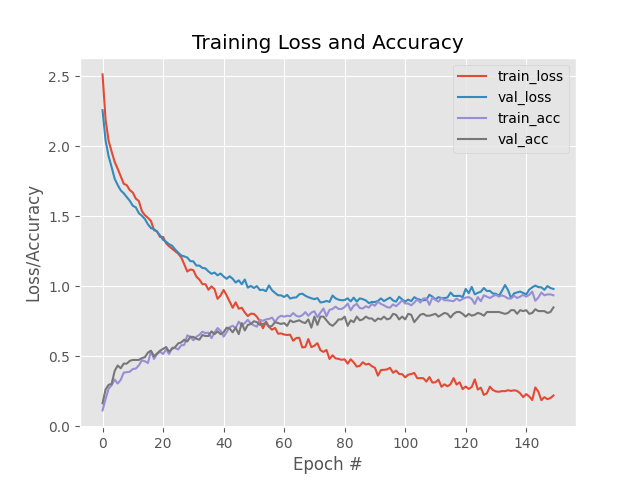 Training Loss and Accuracy
train_loss
val_loss
train_acc
val_acc
Loss/Accuracy
2.5
2.0
1.5
1.0
0.5
0.0
0 20 40 60 80 100 120 140
Epoch #